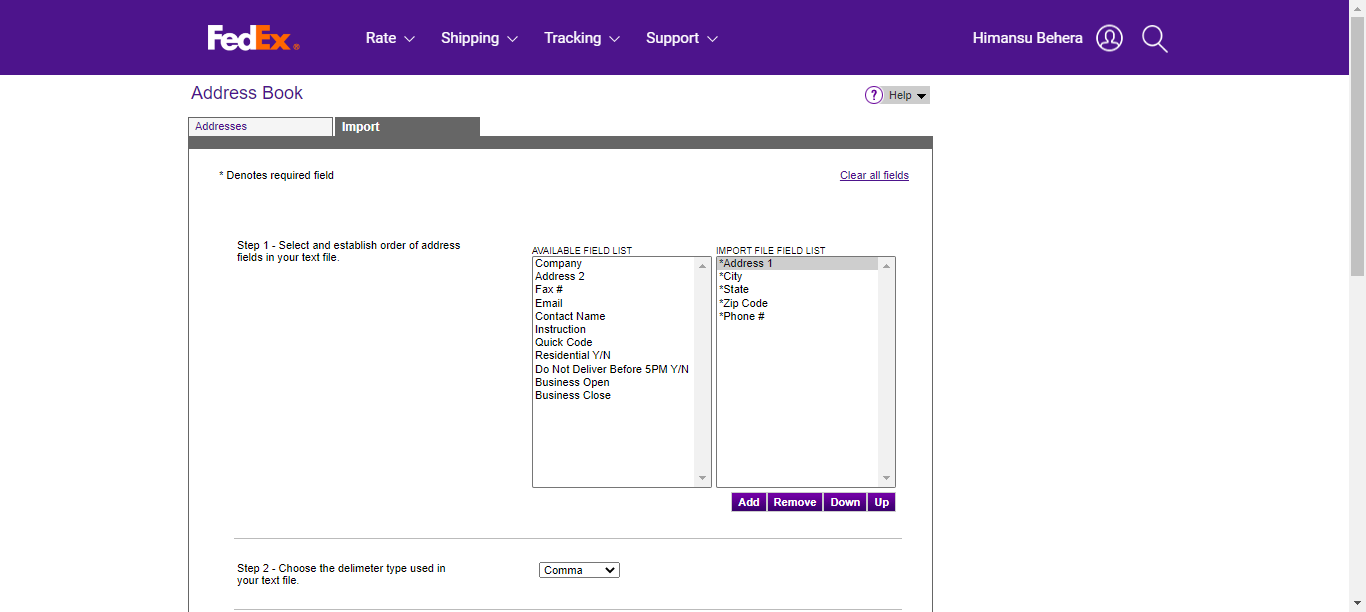 FedEx®
Rate
Shipping
Tracking
Support
Himansu Behera
Address Book
? Help
Addresses
Import
* Denotes required field
Clear all fields
Step 1 - Select and establish order of address
fields in your text file.
AVAILABLE FIELD LIST
Company
Address 2
Fax #
Email
Contact Name
Instruction
Quick Code
Residential Y/N
Do Not Deliver Before 5PM Y/N
Business Open
Business Close
IMPORT FILE FIELD LIST
*Address 1
*City
*State
*Zip Code
*Phone #
Add
Remove
Down
Up
Step 2 - Choose the delimeter type used in
your text file.
Comma